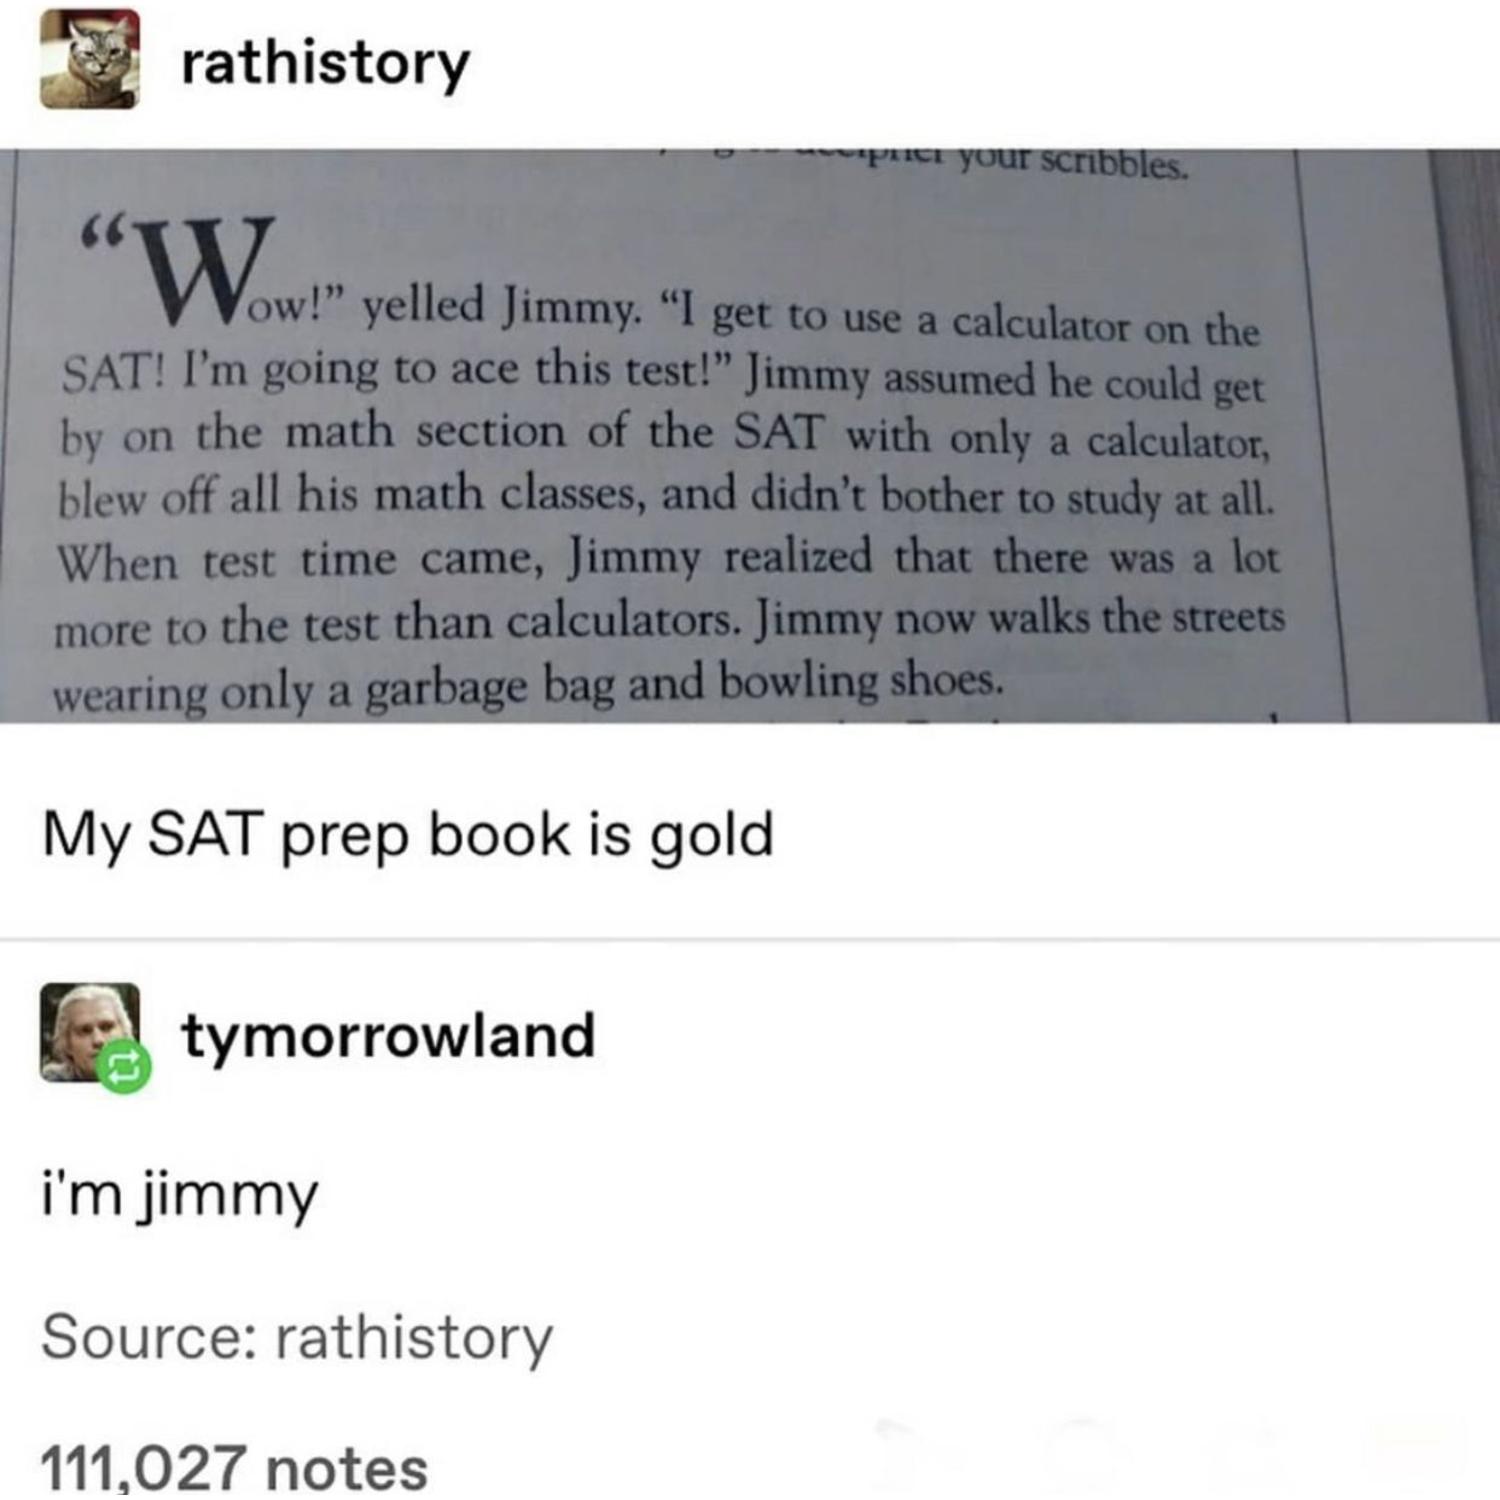 rathistory
your scribbles.
“Wow!” yelled Jimmy. “I get to use a calculator on the
SAT! I’m going to ace this test!” Jimmy assumed he could get
by on the math section of the SAT with only a calculator,
blew off all his math classes, and didn’t bother to study at all.
When test time came, Jimmy realized that there was a lot
more to the test than calculators. Jimmy now walks the streets
wearing only a garbage bag and bowling shoes.
My SAT prep book is gold
tymorrowland
i'm jimmy
Source: rathistory
111,027 notes